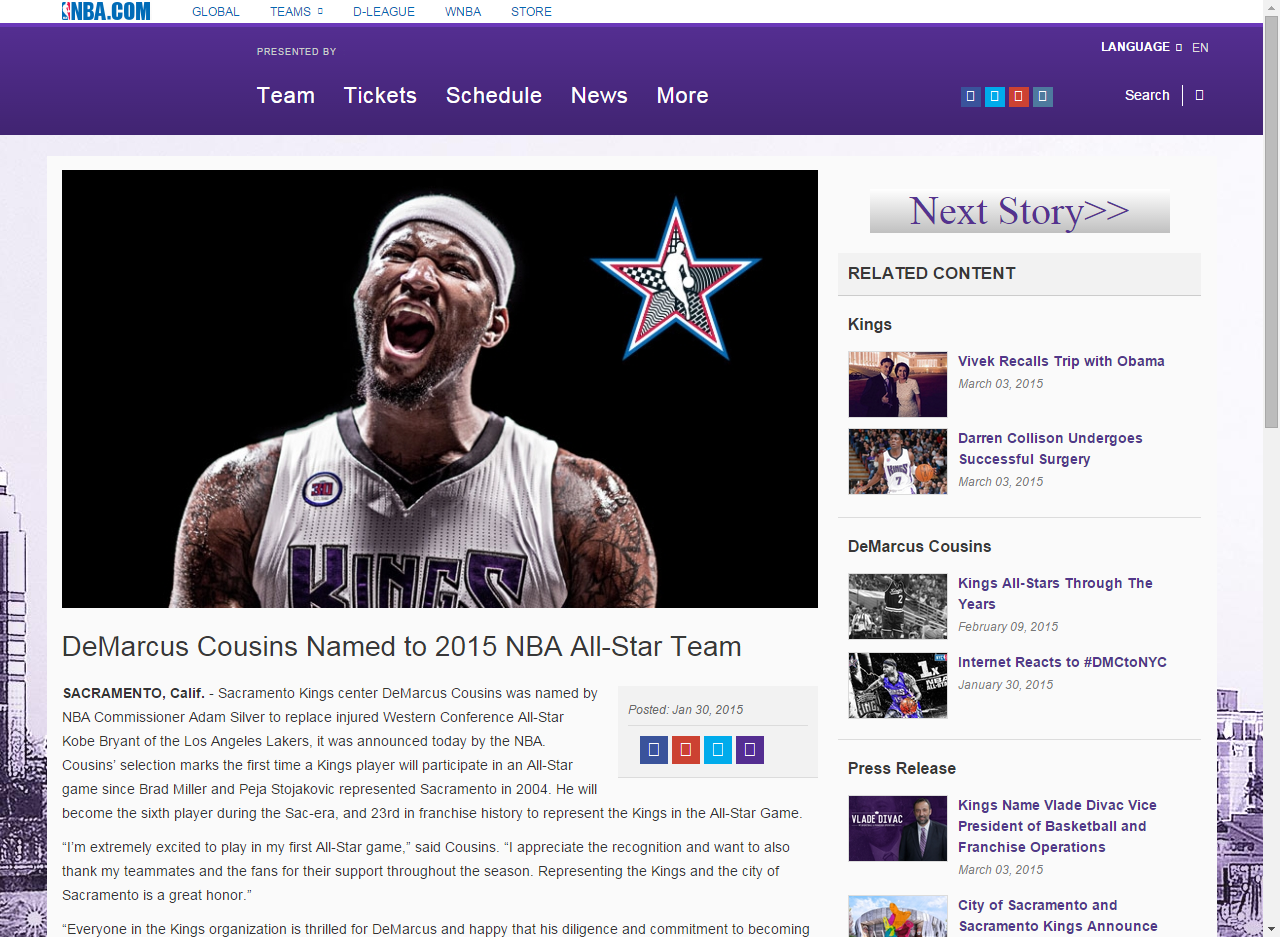 NBA.COM
GLOBAL
TEAMS
D-LEAGUE
WNBA
STORE
PRESENTED BY
LANGUAGE
EN
Team
Tickets
Schedule
News
More
Search
KINGS
DeMarcus Cousins Named to 2015 NBA All-Star Team
SACRAMENTO, Calif. - Sacramento Kings center DeMarcus Cousins was named by
NBA Commissioner Adam Silver to replace injured Western Conference All-Star
Kobe Bryant of the Los Angeles Lakers, it was announced today by the NBA.
Cousins’ selection marks the first time a Kings player will participate in an All-Star
game since Brad Miller and Peja Stojakovic represented Sacramento in 2004. He will
become the sixth player during the Sac-era, and 23rd in franchise history to represent the Kings in the All-Star Game.
Posted: Jan 30, 2015
“I’m extremely excited to play in my first All-Star game,” said Cousins. “I appreciate the recognition and want to also
thank my teammates and the fans for their support throughout the season. Representing the Kings and the city of
Sacramento is a great honor.”
“Everyone in the Kings organization is thrilled for DeMarcus and happy that his diligence and commitment to becoming
Next Story>>
RELATED CONTENT
Kings
Vivek Recalls Trip with Obama
March 03, 2015
KINGS
7
Darren Collison Undergoes
Successful Surgery
March 03, 2015
DeMarcus Cousins
2
Kings All-Stars Through The
Years
February 09, 2015
1x
NBA
ALL-STAR
Internet Reacts to #DMCtoNYC
January 30, 2015
Press Release
VLADE DIVAC
Kings Name Vlade Divac Vice
President of Basketball and
Franchise Operations
March 03, 2015
City of Sacramento and
Sacramento Kings Announce